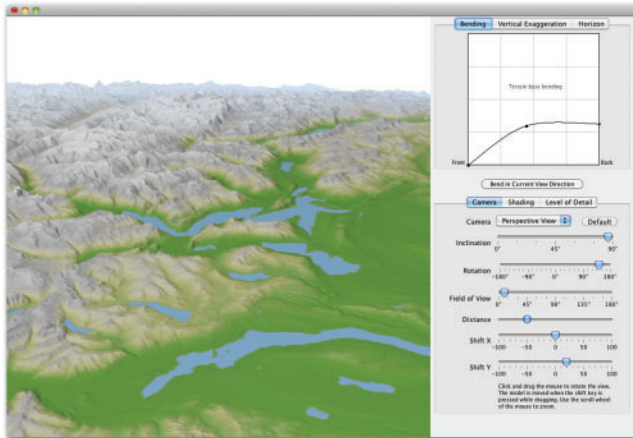 Bending Vertical Exaggeration Horizon
Terrain base bending
Front Back
Bend in Current View Direction
Camera Shading Level of Detail
Camera Perspective View Default
Inclination
0° 45° 90°
Rotation
-180° -90° 0° 90° 180°
Field of View
0° 45° 90° 135° 180°
Distance
Shift X
-100 -50 0 50 100
Shift Y
-100 -50 0 50 100
Click and drag the mouse to rotate the view.
The model is moved when the shift key is
pressed while dragging. Use the scroll wheel
of the mouse to zoom.